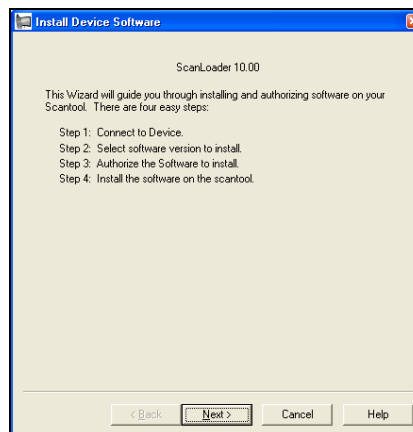 Install Device Software
ScanLoader 10.00
This Wizard will guide you through installing and authorizing software on your
Scantool. There are four easy steps:
Step 1: Connect to Device.
Step 2: Select software version to install.
Step 3: Authorize the Software to install.
Step 4: Install the software on the scantool.
< Back Next > Cancel Help